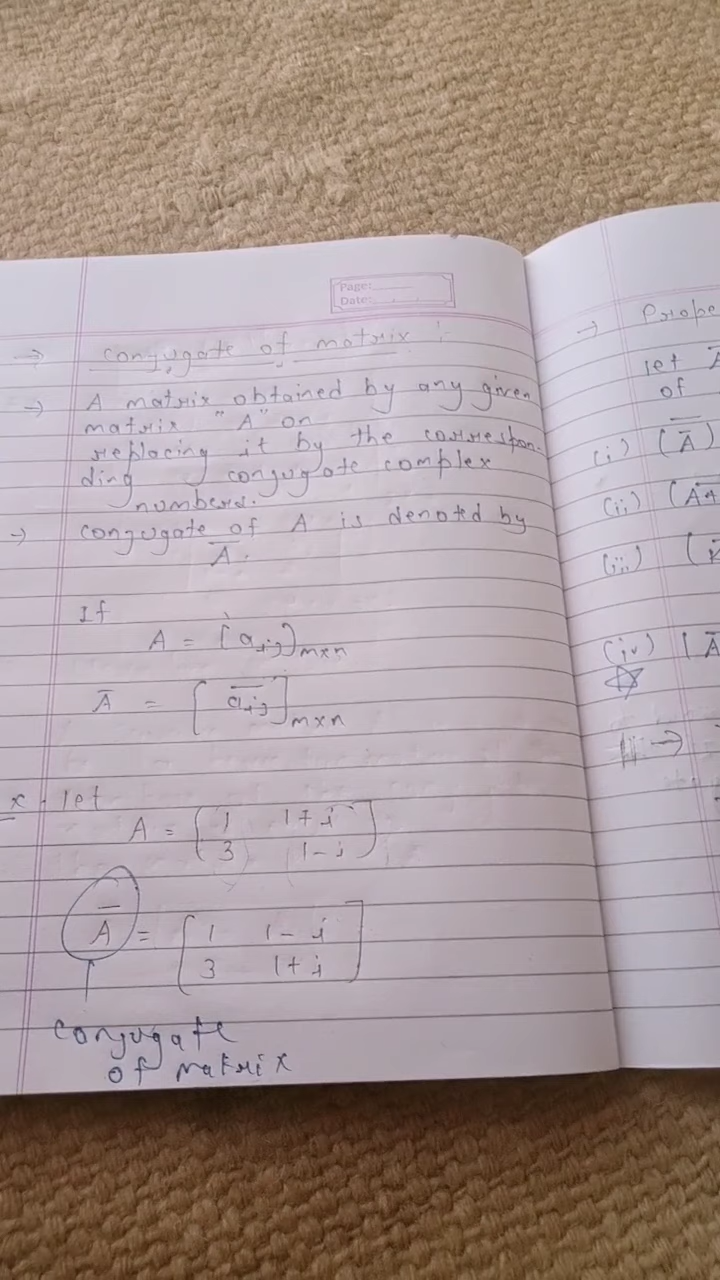 Page:
Date:
→ conjugate of matrix :-
→ A matrix obtained by any given
matrix "A" on
replacing it by the correspon-
ding conjugate complex
numbers.
→ conjugate of A is denoted by
Ā.
If
A = [aij]m×n
Ā = [āij]m×n
x. let
A = [1 1+i
3 1-i]
Ā = [1 1-i
3 1+i]
conjugate
of matrix
→ Prope
let Ā
of
(i) (Ā̄)
(ii) (A+
(iii)
(iv)